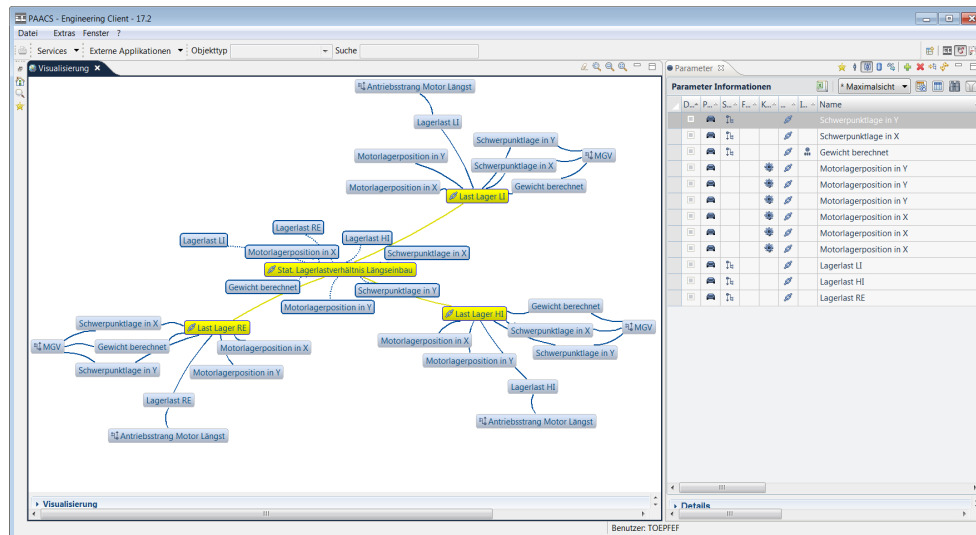 PAACS - Engineering Client - 17.2
Datei Extras Fenster ?
Services Externe Applikationen Objekttyp Suche
Visualisierung
Antriebsstrang Motor Längst
Lagerlast LI
Schwerpunktlage in Y
Motorlagerposition in Y
MGV
Schwerpunktlage in X
Motorlagerposition in X
Gewicht berechnet
Last Lager LI
Lagerlast RE
Lagerlast LI
Lagerlast HI
Motorlagerposition in X
Schwerpunktlage in X
Stat. Lagerlastverhältnis Längseinbau
Gewicht berechnet
Schwerpunktlage in Y
Motorlagerposition in Y
Gewicht berechnet
Last Lager HI
Schwerpunktlage in X
Last Lager RE
Schwerpunktlage in X
MGV
Motorlagerposition in X
MGV
Gewicht berechnet
Motorlagerposition in X
Schwerpunktlage in Y
Motorlagerposition in Y
Schwerpunktlage in Y
Motorlagerposition in Y
Lagerlast HI
Lagerlast RE
Antriebsstrang Motor Längst
Antriebsstrang Motor Längst
Visualisierung
Parameter
Parameter Informationen
* Maximalsicht
D... P... S... F... K... ... I... Name
Schwerpunktlage in Y
Schwerpunktlage in X
Gewicht berechnet
Motorlagerposition in Y
Motorlagerposition in Y
Motorlagerposition in Y
Motorlagerposition in X
Motorlagerposition in X
Motorlagerposition in X
Lagerlast LI
Lagerlast HI
Lagerlast RE
Details
Benutzer: TOEPFEF